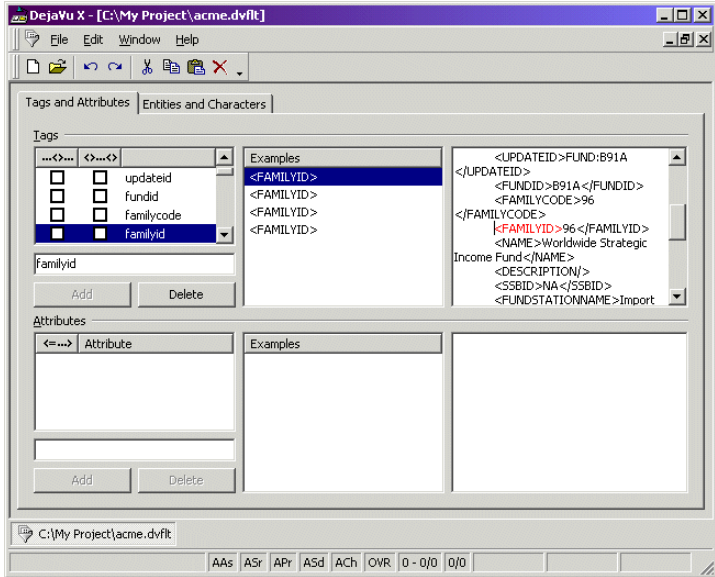 DejaVu X - [C:\My Project\acme.dvflt]
File Edit Window Help
Tags and Attributes Entities and Characters
Tags
...<>... <>...<>
updateid
fundid
familycode
familyid
familyid
Add Delete
Examples
<FAMILYID>
<FAMILYID>
<FAMILYID>
<FAMILYID>
<UPDATEID>FUND:B91A
</UPDATEID>
<FUNDID>B91A</FUNDID>
<FAMILYCODE>96
</FAMILYCODE>
<FAMILYID>96</FAMILYID>
<NAME>Worldwide Strategic
Income Fund</NAME>
<DESCRIPTION/>
<SSBID>NA</SSBID>
<FUNDSTATIONNAME>Import
Attributes
<=...> Attribute
Examples
Add Delete
C:\My Project\acme.dvflt
AAs ASr APr ASd ACh OVR 0 - 0/0 0/0